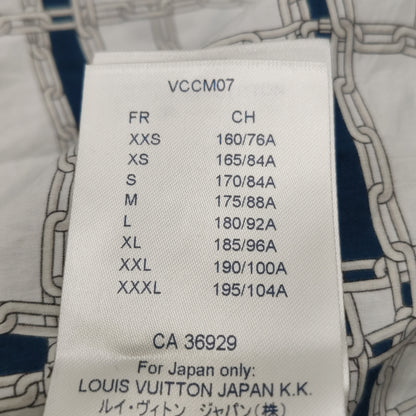 VCCM07
FR CH
XXS 160/76A
XS 165/84A
S 170/84A
M 175/88A
L 180/92A
XL 185/96A
XXL 190/100A
XXXL 195/104A
CA 36929
For Japan only:
LOUIS VUITTON JAPAN K.K.
ルイ・ヴィトン ジャパン(株)